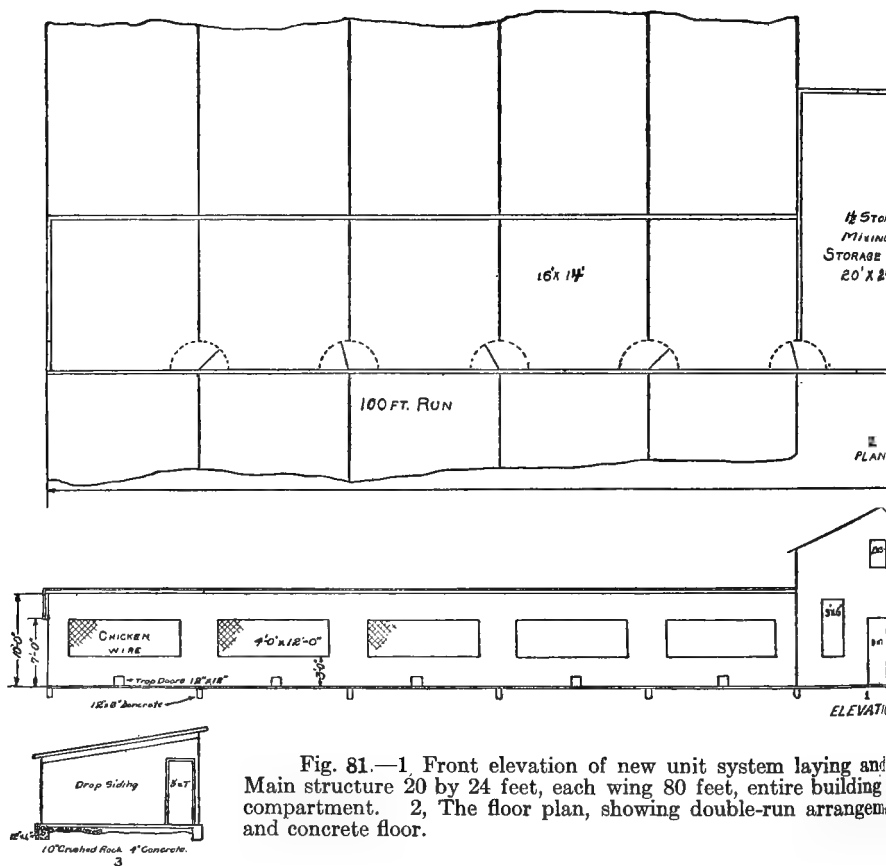 1½ STO
MIXING
STORAGE
20' X 2
16' X 14'
100 FT. RUN
2
PLAN
10'-0"
7'-0"
CHICKEN
WIRE
4'-0" X 12'-0"
3'-0"
Trap Doors 12" X 12"
12" X 8" Concrete
3'X6'
1
ELEVATIO
Drop Siding
3' X 7'
10" Crushed Rock 4" Concrete.
3
Fig. 81.—1, Front elevation of new unit system laying and
Main structure 20 by 24 feet, each wing 80 feet, entire building
compartment. 2, The floor plan, showing double-run arrangem
and concrete floor.